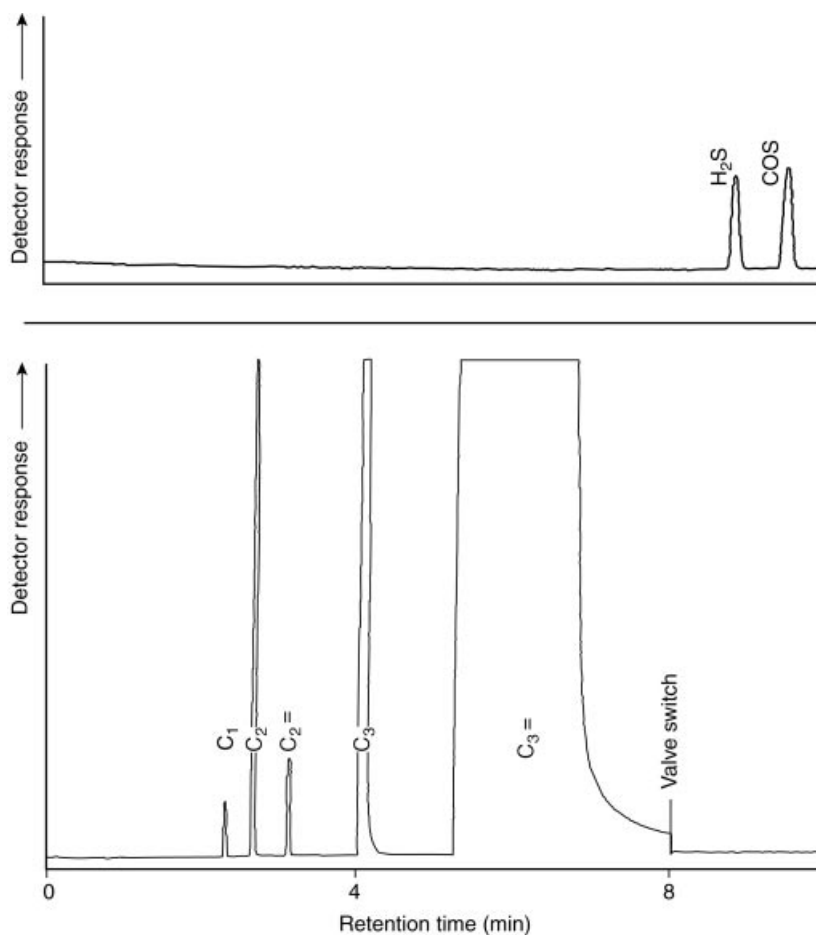 Detector response
H₂S
COS
Detector response
C₁
C₂
C₂=
C₃
C₃=
Valve switch
0 4 8
Retention time (min)